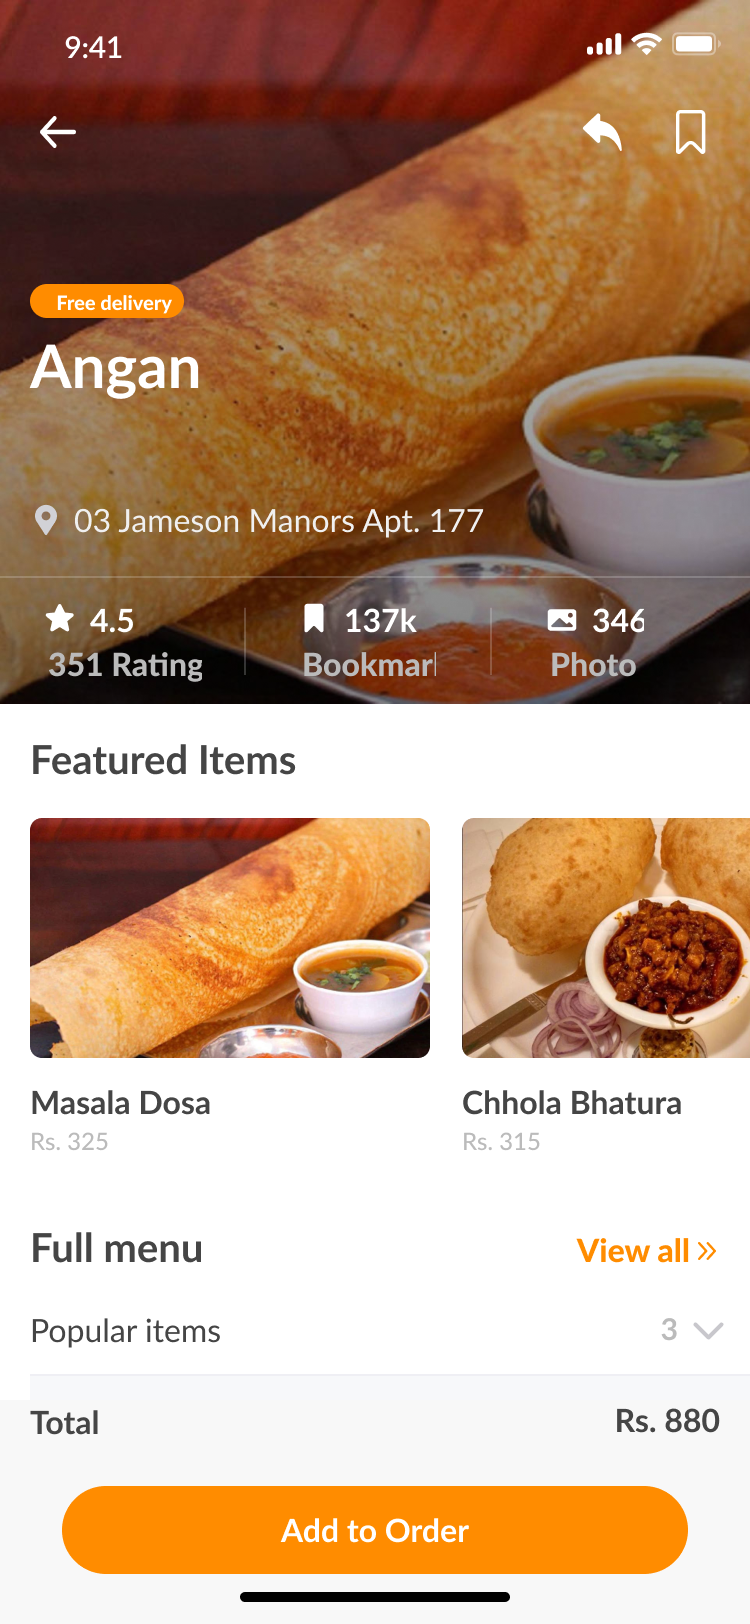 9:41
Free delivery
Angan
03 Jameson Manors Apt. 177
4.5
137k
346
351 Rating
Bookmar
Photo
Featured Items
Masala Dosa
Chhola Bhatura
Rs. 325
Rs. 315
Full menu
View all
Popular items
3
Total
Rs. 880
Add to Order